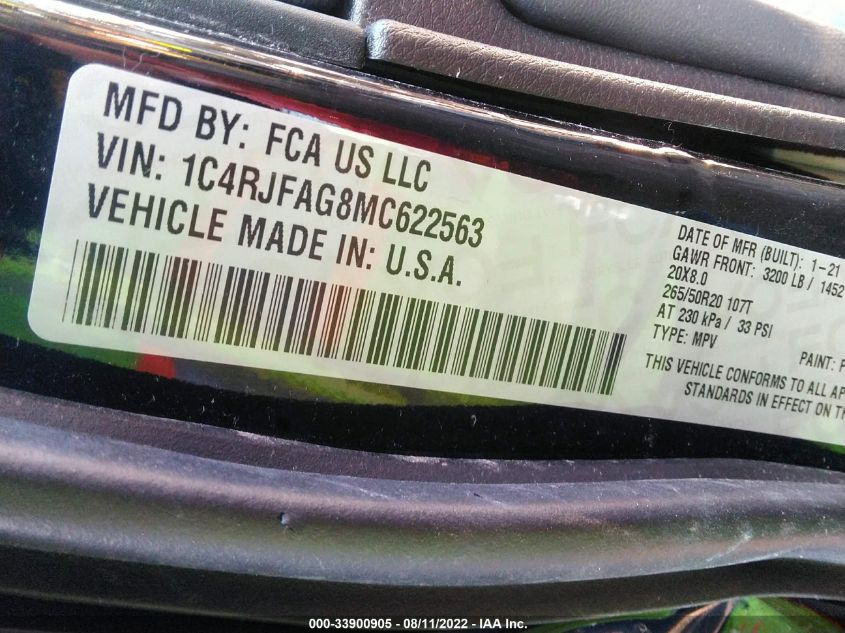 MFD BY: FCA US LLC
VIN: 1C4RJFAG8MC622563
VEHICLE MADE IN: U.S.A.
DATE OF MFR (BUILT): 1-21
GAWR FRONT: 3200 LB / 1452
20X8.0
265/50R20 107T
AT 230 kPa / 33 PSI
TYPE: MPV
PAINT: P
THIS VEHICLE CONFORMS TO ALL AP
STANDARDS IN EFFECT ON TH
000-33900905 - 08/11/2022 - IAA Inc.